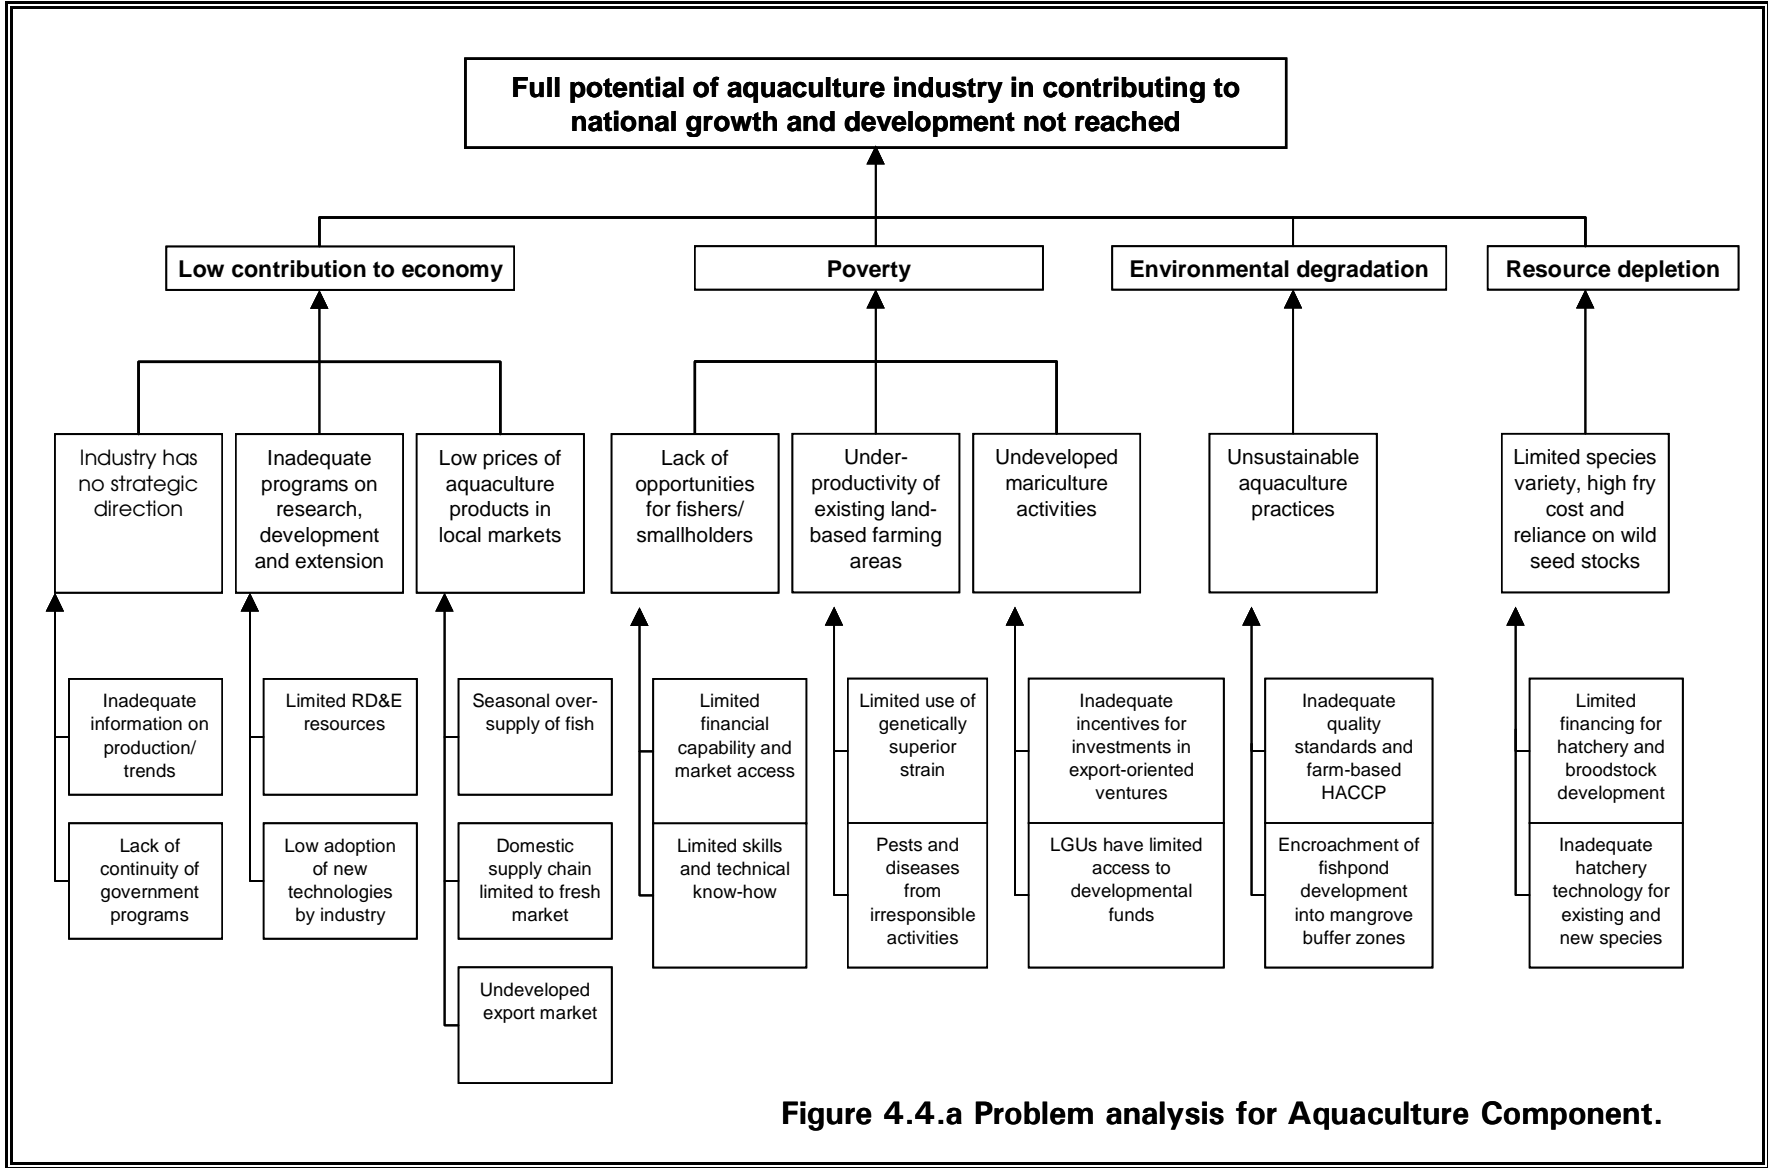 Full potential of aquaculture industry in contributing to
national growth and development not reached
Low contribution to economy
Poverty
Environmental degradation
Resource depletion
Industry has
no strategic
direction
Inadequate
programs on
research,
development
and extension
Low prices of
aquaculture
products in
local markets
Lack of
opportunities
for fishers/
smallholders
Under-
productivity of
existing land-
based farming
areas
Undeveloped
mariculture
activities
Unsustainable
aquaculture
practices
Limited species
variety, high fry
cost and
reliance on wild
seed stocks
Inadequate
information on
production/
trends
Limited RD&E
resources
Seasonal over-
supply of fish
Limited
financial
capability and
market access
Limited use of
genetically
superior
strain
Inadequate
incentives for
investments in
export-oriented
ventures
Inadequate
quality
standards and
farm-based
HACCP
Limited
financing for
hatchery and
broodstock
development
Lack of
continuity of
government
programs
Low adoption
of new
technologies
by industry
Domestic
supply chain
limited to fresh
market
Limited skills
and technical
know-how
Pests and
diseases
from
irresponsible
activities
LGUs have limited
access to
developmental
funds
Encroachment of
fishpond
development
into mangrove
buffer zones
Inadequate
hatchery
technology for
existing and
new species
Undeveloped
export market
Figure 4.4.a Problem analysis for Aquaculture Component.